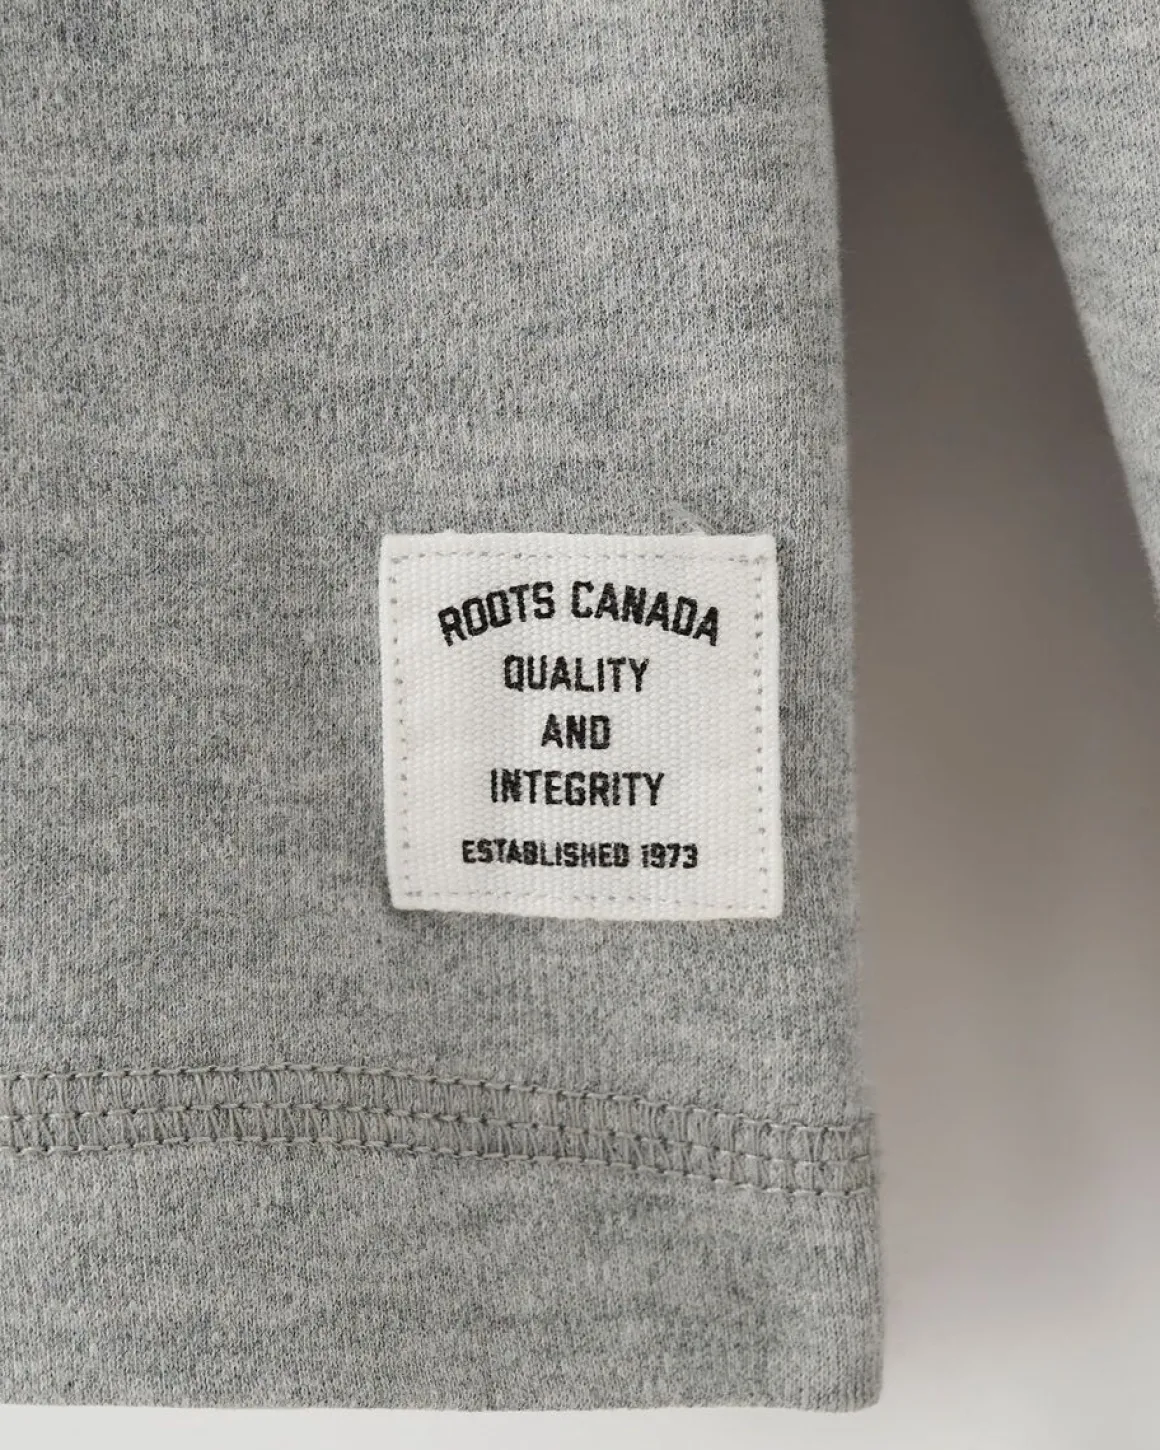 ROOTS CANADA
QUALITY
AND
INTEGRITY
ESTABLISHED 1973